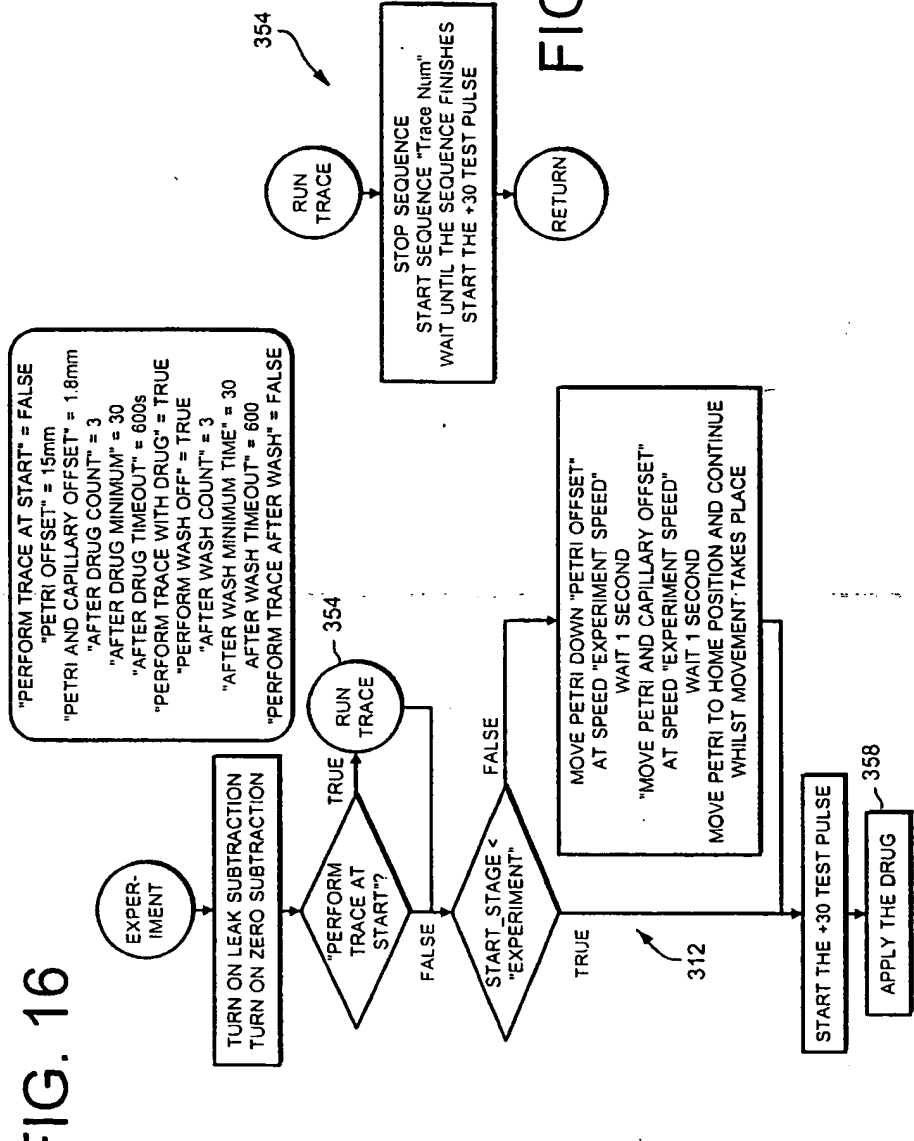 FIG. 16
EXPER-
IMENT
TURN ON LEAK SUBTRACTION
TURN ON ZERO SUBTRACTION
"PERFORM
TRACE AT
START"?
TRUE
FALSE
RUN
TRACE
354
START_STAGE <
"EXPERIMENT"
FALSE
TRUE
312
MOVE PETRI DOWN "PETRI OFFSET"
AT SPEED "EXPERIMENT SPEED"
WAIT 1 SECOND
"MOVE PETRI AND CAPILLARY OFFSET"
AT SPEED "EXPERIMENT SPEED"
WAIT 1 SECOND
MOVE PETRI TO HOME POSITION AND CONTINUE
WHILST MOVEMENT TAKES PLACE
START THE +30 TEST PULSE
APPLY THE DRUG
358
"PERFORM TRACE AT START" = FALSE
"PETRI OFFSET" = 15mm
"PETRI AND CAPILLARY OFFSET" = 1.8mm
"AFTER DRUG COUNT" = 3
"AFTER DRUG MINIMUM" = 30
"AFTER DRUG TIMEOUT" = 600s
"PERFORM TRACE WITH DRUG" = TRUE
"PERFORM WASH OFF" = TRUE
"AFTER WASH COUNT" = 3
"AFTER WASH MINIMUM TIME" = 30
AFTER WASH TIMEOUT" = 600
"PERFORM TRACE AFTER WASH" = FALSE
RUN
TRACE
354
STOP SEQUENCE
START SEQUENCE "Trace Num"
WAIT UNTIL THE SEQUENCE FINISHES
START THE +30 TEST PULSE
RETURN